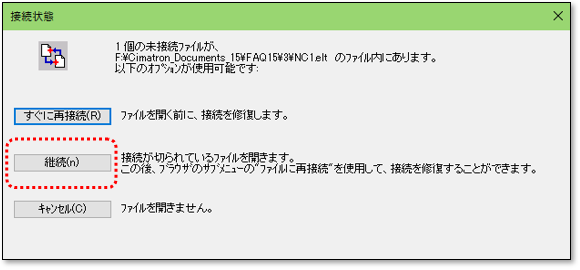 接続状態
1 個の未接続ファイルが、
F:¥Cimatron_Documents_15¥FAQ15¥3¥NC1.elt のファイル内にあります。
以下のオプションが使用可能です:
すぐに再接続(R)
ファイルを開く前に、接続を修復します。
継続(n)
接続が切られているファイルを開きます。
この後、ブラウザのサブメニューの"ファイルに再接続"を使用して、接続を修復することができます。
キャンセル(C)
ファイルを開きません。